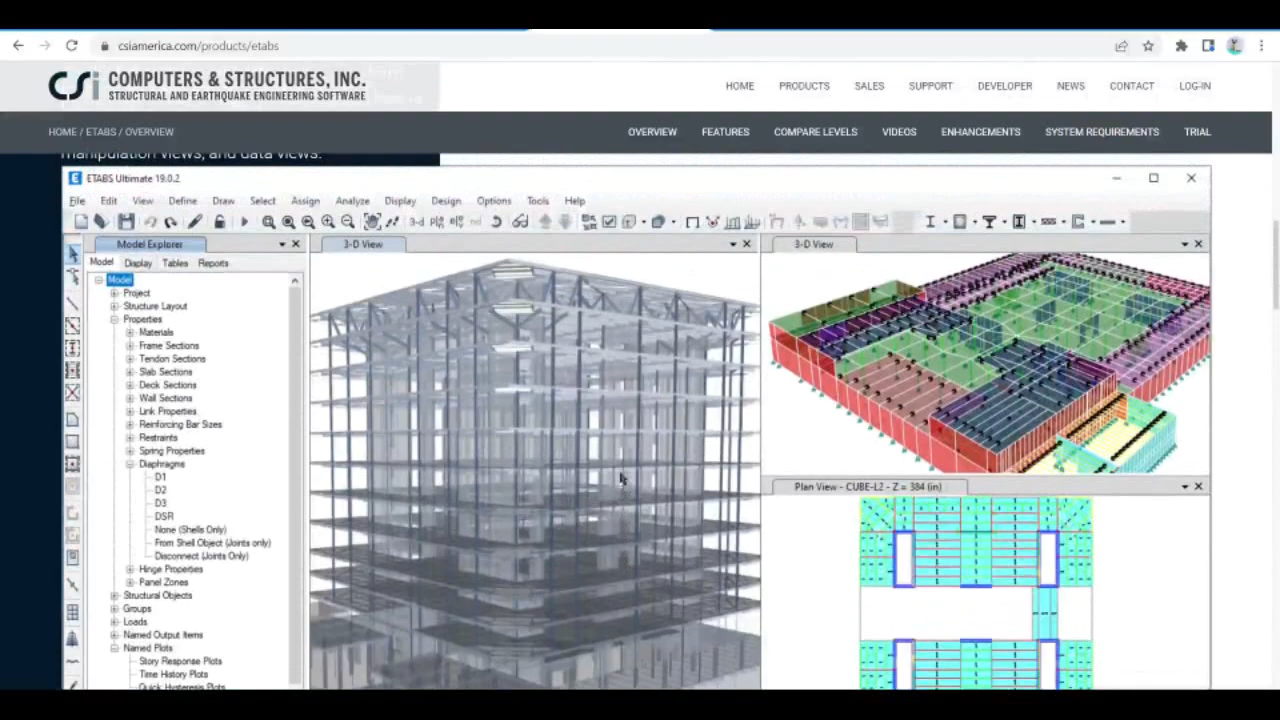 csiamerica.com/products/etabs
CSi COMPUTERS & STRUCTURES, INC.
STRUCTURAL AND EARTHQUAKE ENGINEERING SOFTWARE
HOME PRODUCTS SALES SUPPORT DEVELOPER NEWS CONTACT LOG-IN
HOME / ETABS / OVERVIEW
OVERVIEW FEATURES COMPARE LEVELS VIDEOS ENHANCEMENTS SYSTEM REQUIREMENTS TRIAL
manipulation views, and data views.
E ETABS Ultimate 19.0.2
File Edit View Define Draw Select Assign Analyze Display Design Options Tools Help
3-d
Model Explorer
Model Display Tables Reports
Model
Project
Structure Layout
Properties
Materials
Frame Sections
Tendon Sections
Slab Sections
Deck Sections
Wall Sections
Link Properties
Reinforcing Bar Sizes
Restraints
Spring Properties
Diaphragms
D1
D2
D3
DSR
None (Shells Only)
From Shell Object (Joints only)
Disconnect (Joints Only)
Hinge Properties
Panel Zones
Structural Objects
Groups
Loads
Named Output Items
Named Plots
Story Response Plots
Time History Plots
Quick Hysteresis Plots
3-D View
3-D View
Plan View - CUBE-L2 - Z = 384 (in)